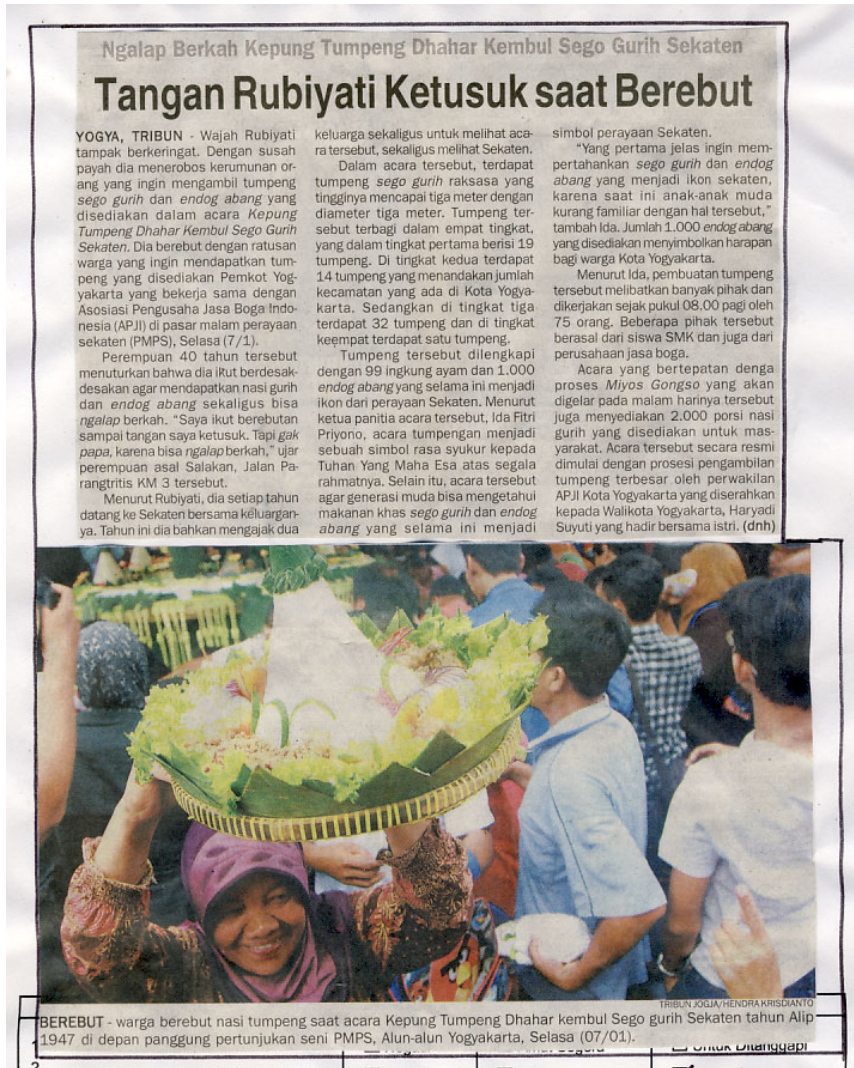 Ngalap Berkah Kepung Tumpeng Dhahar Kembul Sego Gurih Sekaten
Tangan Rubiyati Ketusuk saat Berebut
YOGYA, TRIBUN - Wajah Rubiyati
tampak berkeringat. Dengan susah
payah dia menerobos kerumunan or-
ang yang ingin mengambil tumpeng
sego gurih dan endog abang yang
disediakan dalam acara Kepung
Tumpeng Dhahar Kembul Sego Gurih
Sekaten. Dia berebut dengan ratusan
warga yang ingin mendapatkan tum-
peng yang disediakan Pemkot Yog-
yakarta yang bekerja sama dengan
Asosiasi Pengusaha Jasa Boga Indo-
nesia (APJI) di pasar malam perayaan
sekaten (PMPS), Selasa (7/1).
Perempuan 40 tahun tersebut
menuturkan bahwa dia ikut berdesak-
desakan agar mendapatkan nasi gurih
dan endog abang sekaligus bisa
ngalap berkah. “Saya ikut berebutan
sampai tangan saya ketusuk. Tapi gak
papa, karena bisa ngalap berkah,” ujar
perempuan asal Salakan, Jalan Pa-
rangtritis KM 3 tersebut.
Menurut Rubiyati, dia setiap tahun
datang ke Sekaten bersama keluargan-
ya. Tahun ini dia bahkan mengajak dua
keluarga sekaligus untuk melihat aca-
ra tersebut, sekaligus melihat Sekaten.
Dalam acara tersebut, terdapat
tumpeng sego gurih raksasa yang
tingginya mencapai tiga meter dengan
diameter tiga meter. Tumpeng ter-
sebut terbagi dalam empat tingkat,
yang dalam tingkat pertama berisi 19
tumpeng. Di tingkat kedua terdapat
14 tumpeng yang menandakan jumlah
kecamatan yang ada di Kota Yogya-
karta. Sedangkan di tingkat tiga
terdapat 32 tumpeng dan di tingkat
keempat terdapat satu tumpeng.
Tumpeng tersebut dilengkapi
dengan 99 ingkung ayam dan 1.000
endog abang yang selama ini menjadi
ikon dari perayaan Sekaten. Menurut
ketua panitia acara tersebut, Ida Fitri
Priyono, acara tumpengan menjadi
sebuah simbol rasa syukur kepada
Tuhan Yang Maha Esa atas segala
rahmatnya. Selain itu, acara tersebut
agar generasi muda bisa mengetahui
makanan khas sego gurih dan endog
abang yang selama ini menjadi
simbol perayaan Sekaten.
“Yang pertama jelas ingin mem-
pertahankan sego gurih dan endog
abang yang menjadi ikon sekaten,
karena saat ini anak-anak muda
kurang familiar dengan hal tersebut,”
tambah Ida. Jumlah 1.000 endog abang
yang disediakan menyimbolkan harapan
bagi warga Kota Yogyakarta.
Menurut Ida, pembuatan tumpeng
tersebut melibatkan banyak pihak dan
dikerjakan sejak pukul 08.00 pagi oleh
75 orang. Beberapa pihak tersebut
berasal dari siswa SMK dan juga dari
perusahaan jasa boga.
Acara yang bertepatan denga
proses Miyos Gongso yang akan
digelar pada malam harinya tersebut
juga menyediakan 2.000 porsi nasi
gurih yang disediakan untuk mas-
yarakat. Acara tersebut secara resmi
dimulai dengan prosesi pengambilan
tumpeng terbesar oleh perwakilan
APJI Kota Yogyakarta yang diserahkan
kepada Walikota Yogyakarta, Haryadi
Suyuti yang hadir bersama istri. (dnh)
TRIBUN JOGJA/HENDRA KRISDIANTO
BEREBUT - warga berebut nasi tumpeng saat acara Kepung Tumpeng Dhahar kembul Sego gurih Sekaten tahun Alip
1947 di depan panggung pertunjukan seni PMPS, Alun-alun Yogyakarta, Selasa (07/01).
Untuk Ditanggapi